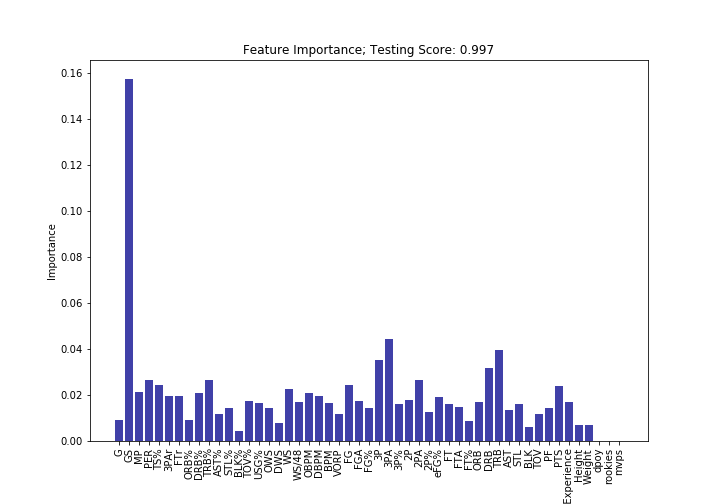 Feature Importance; Testing Score: 0.997
0.16
0.14
0.12
0.10
0.08
0.06
0.04
0.02
0.00
Importance
G
GS
MP
PER
TS%
3PAr
FTr
ORB%
DRB%
TRB%
AST%
STL%
BLK%
TOV%
USG%
OWS
DWS
WS
WS/48
OBPM
DBPM
BPM
VORP
FG
FGA
FG%
3P
3PA
3P%
2P
2PA
2P%
eFG%
FT
FTA
FT%
ORB
DRB
TRB
AST
STL
BLK
TOV
PF
PTS
Experience
Height
Weight
dpoy
rookies
mvps